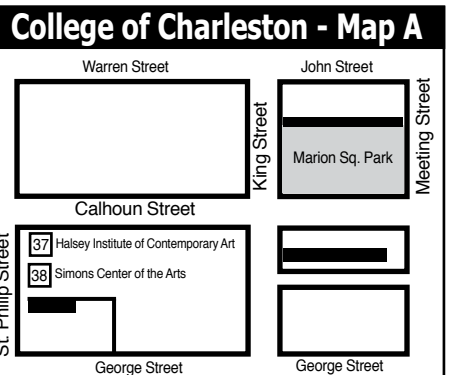 College of Charleston - Map A
Warren Street
John Street
King Street
Meeting Street
Marion Sq. Park
Calhoun Street
St. Philip Street
37 Halsey Institute of Contemporary Art
38 Simons Center of the Arts
George Street
George Street